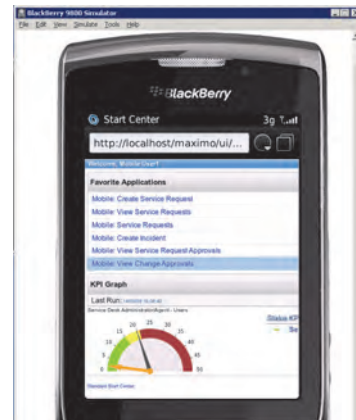 BlackBerry 9800 Simulator
File Edit View Simulate Tools Help
BlackBerry
Start Center 3g
http://localhost/maximo/ui/...
Welcome, Mobile User1
Favorite Applications
Mobile: Create Service Request
Mobile: View Service Requests
Mobile: Service Requests
Mobile: Create Incident
Mobile: View Service Request Approvals
Mobile: View Change Approvals
KPI Graph
Last Run:
Service Desk Administrator/Agent - Users
Status KP
Se
0 5 10 15 20 25 30 35 40 45 50
Standard Start Center